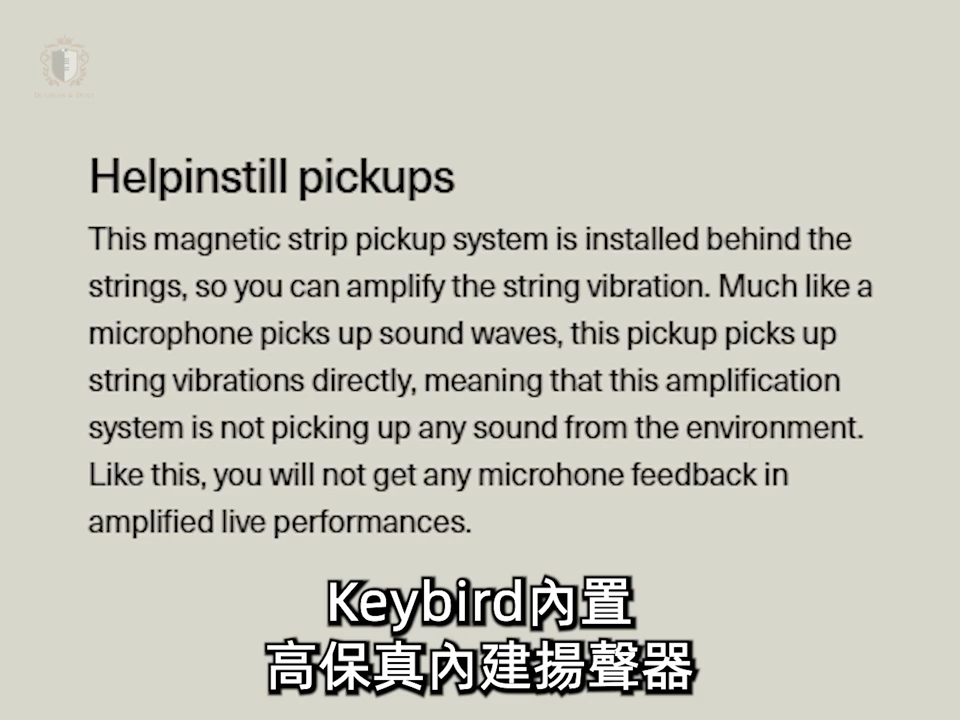 Helpinstill pickups
This magnetic strip pickup system is installed behind the
strings, so you can amplify the string vibration. Much like a
microphone picks up sound waves, this pickup picks up
string vibrations directly, meaning that this amplification
system is not picking up any sound from the environment.
Like this, you will not get any microhone feedback in
amplified live performances.
Keybird內置
高保真內建揚聲器